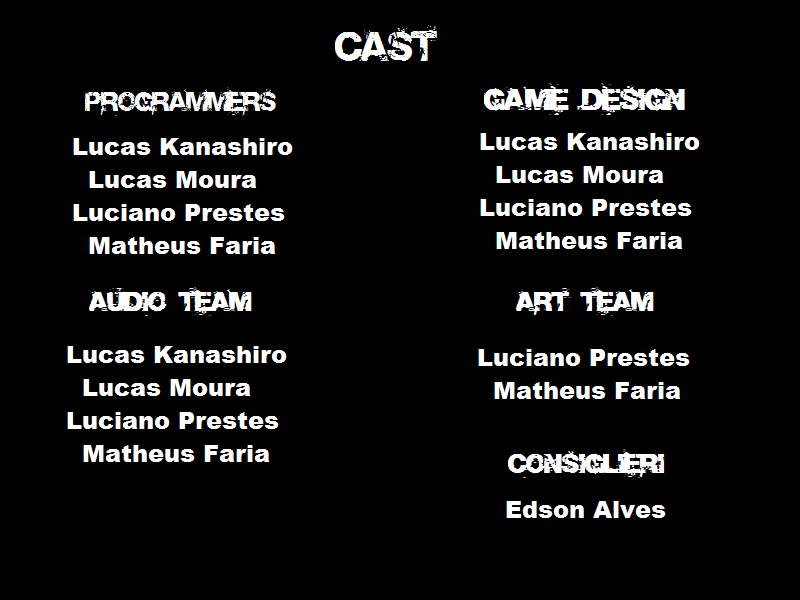 CAST
PROGRAMMERS
Lucas Kanashiro
Lucas Moura
Luciano Prestes
Matheus Faria
GAME DESIGN
Lucas Kanashiro
Lucas Moura
Luciano Prestes
Matheus Faria
AUDIO TEAM
Lucas Kanashiro
Lucas Moura
Luciano Prestes
Matheus Faria
ART TEAM
Luciano Prestes
Matheus Faria
CONSIGLIERI
Edson Alves